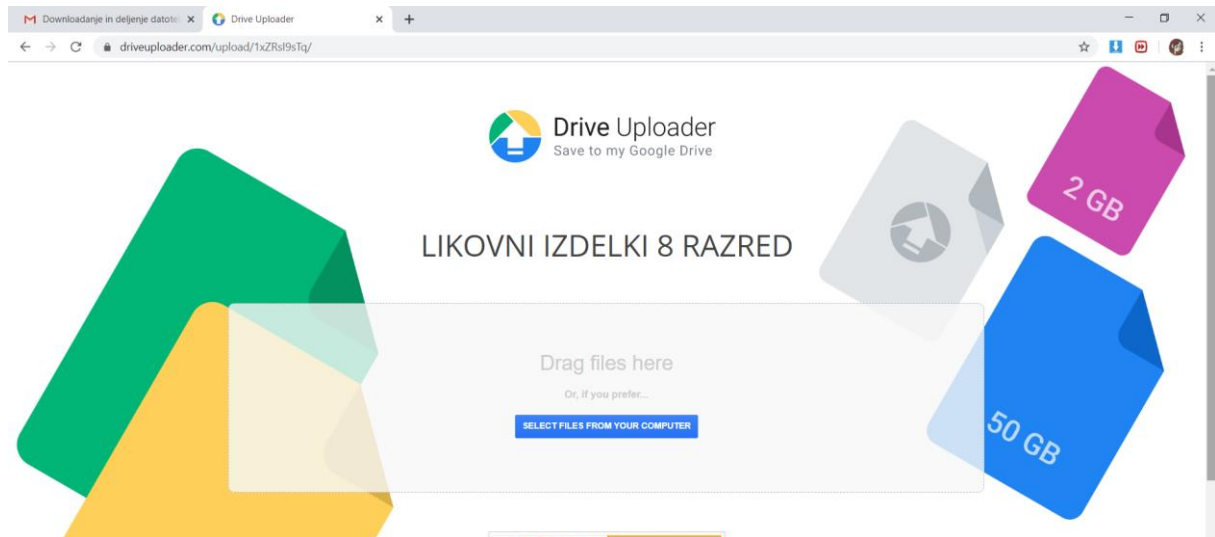 Downloadanje in deljenje datote
Drive Uploader
driveuploader.com/upload/1xZRsl9sTq/
Drive Uploader
Save to my Google Drive
2 GB
LIKOVNI IZDELKI 8 RAZRED
Drag files here
Or, if you prefer...
SELECT FILES FROM YOUR COMPUTER
50 GB